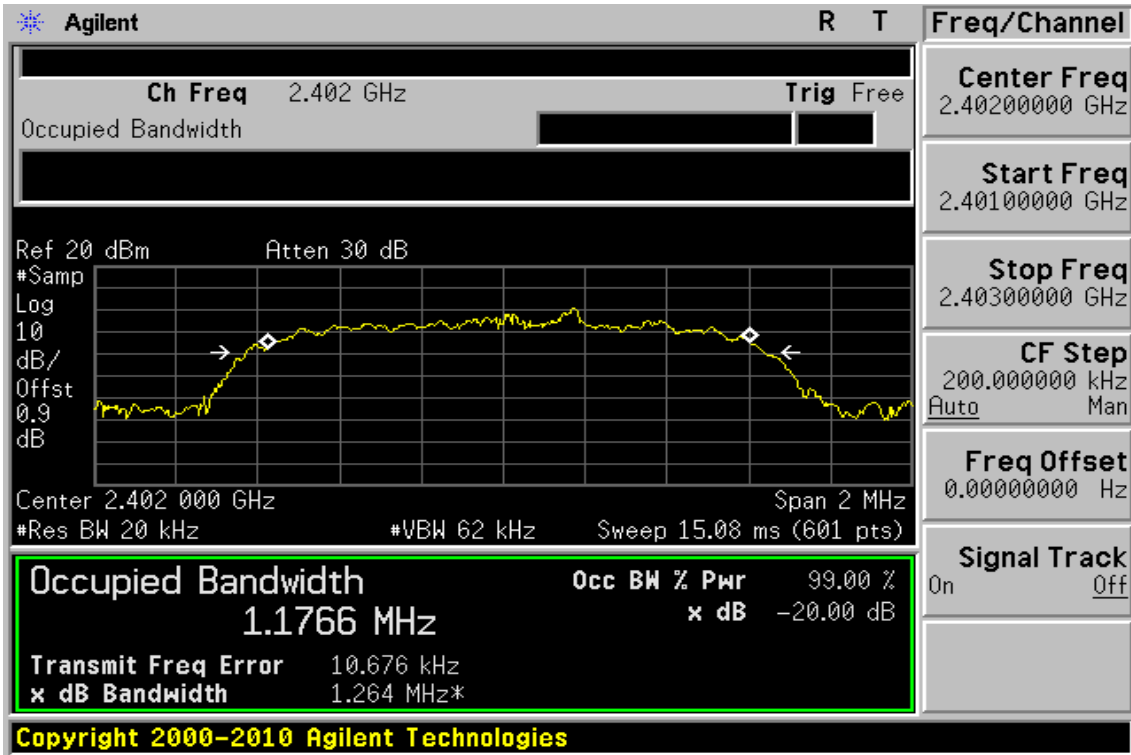 Agilent R T
Ch Freq 2.402 GHz Trig Free
Occupied Bandwidth
Ref 20 dBm Atten 30 dB
#Samp
Log
10
dB/
Offst
0.9
dB
Center 2.402 000 GHz Span 2 MHz
#Res BW 20 kHz #VBW 62 kHz Sweep 15.08 ms (601 pts)
Occupied Bandwidth Occ BW % Pwr 99.00 %
1.1766 MHz x dB -20.00 dB
Transmit Freq Error 10.676 kHz
x dB Bandwidth 1.264 MHz*
Copyright 2000-2010 Agilent Technologies
Freq/Channel
Center Freq
2.40200000 GHz
Start Freq
2.40100000 GHz
Stop Freq
2.40300000 GHz
CF Step
200.000000 kHz
Auto Man
Freq Offset
0.00000000 Hz
Signal Track
On Off